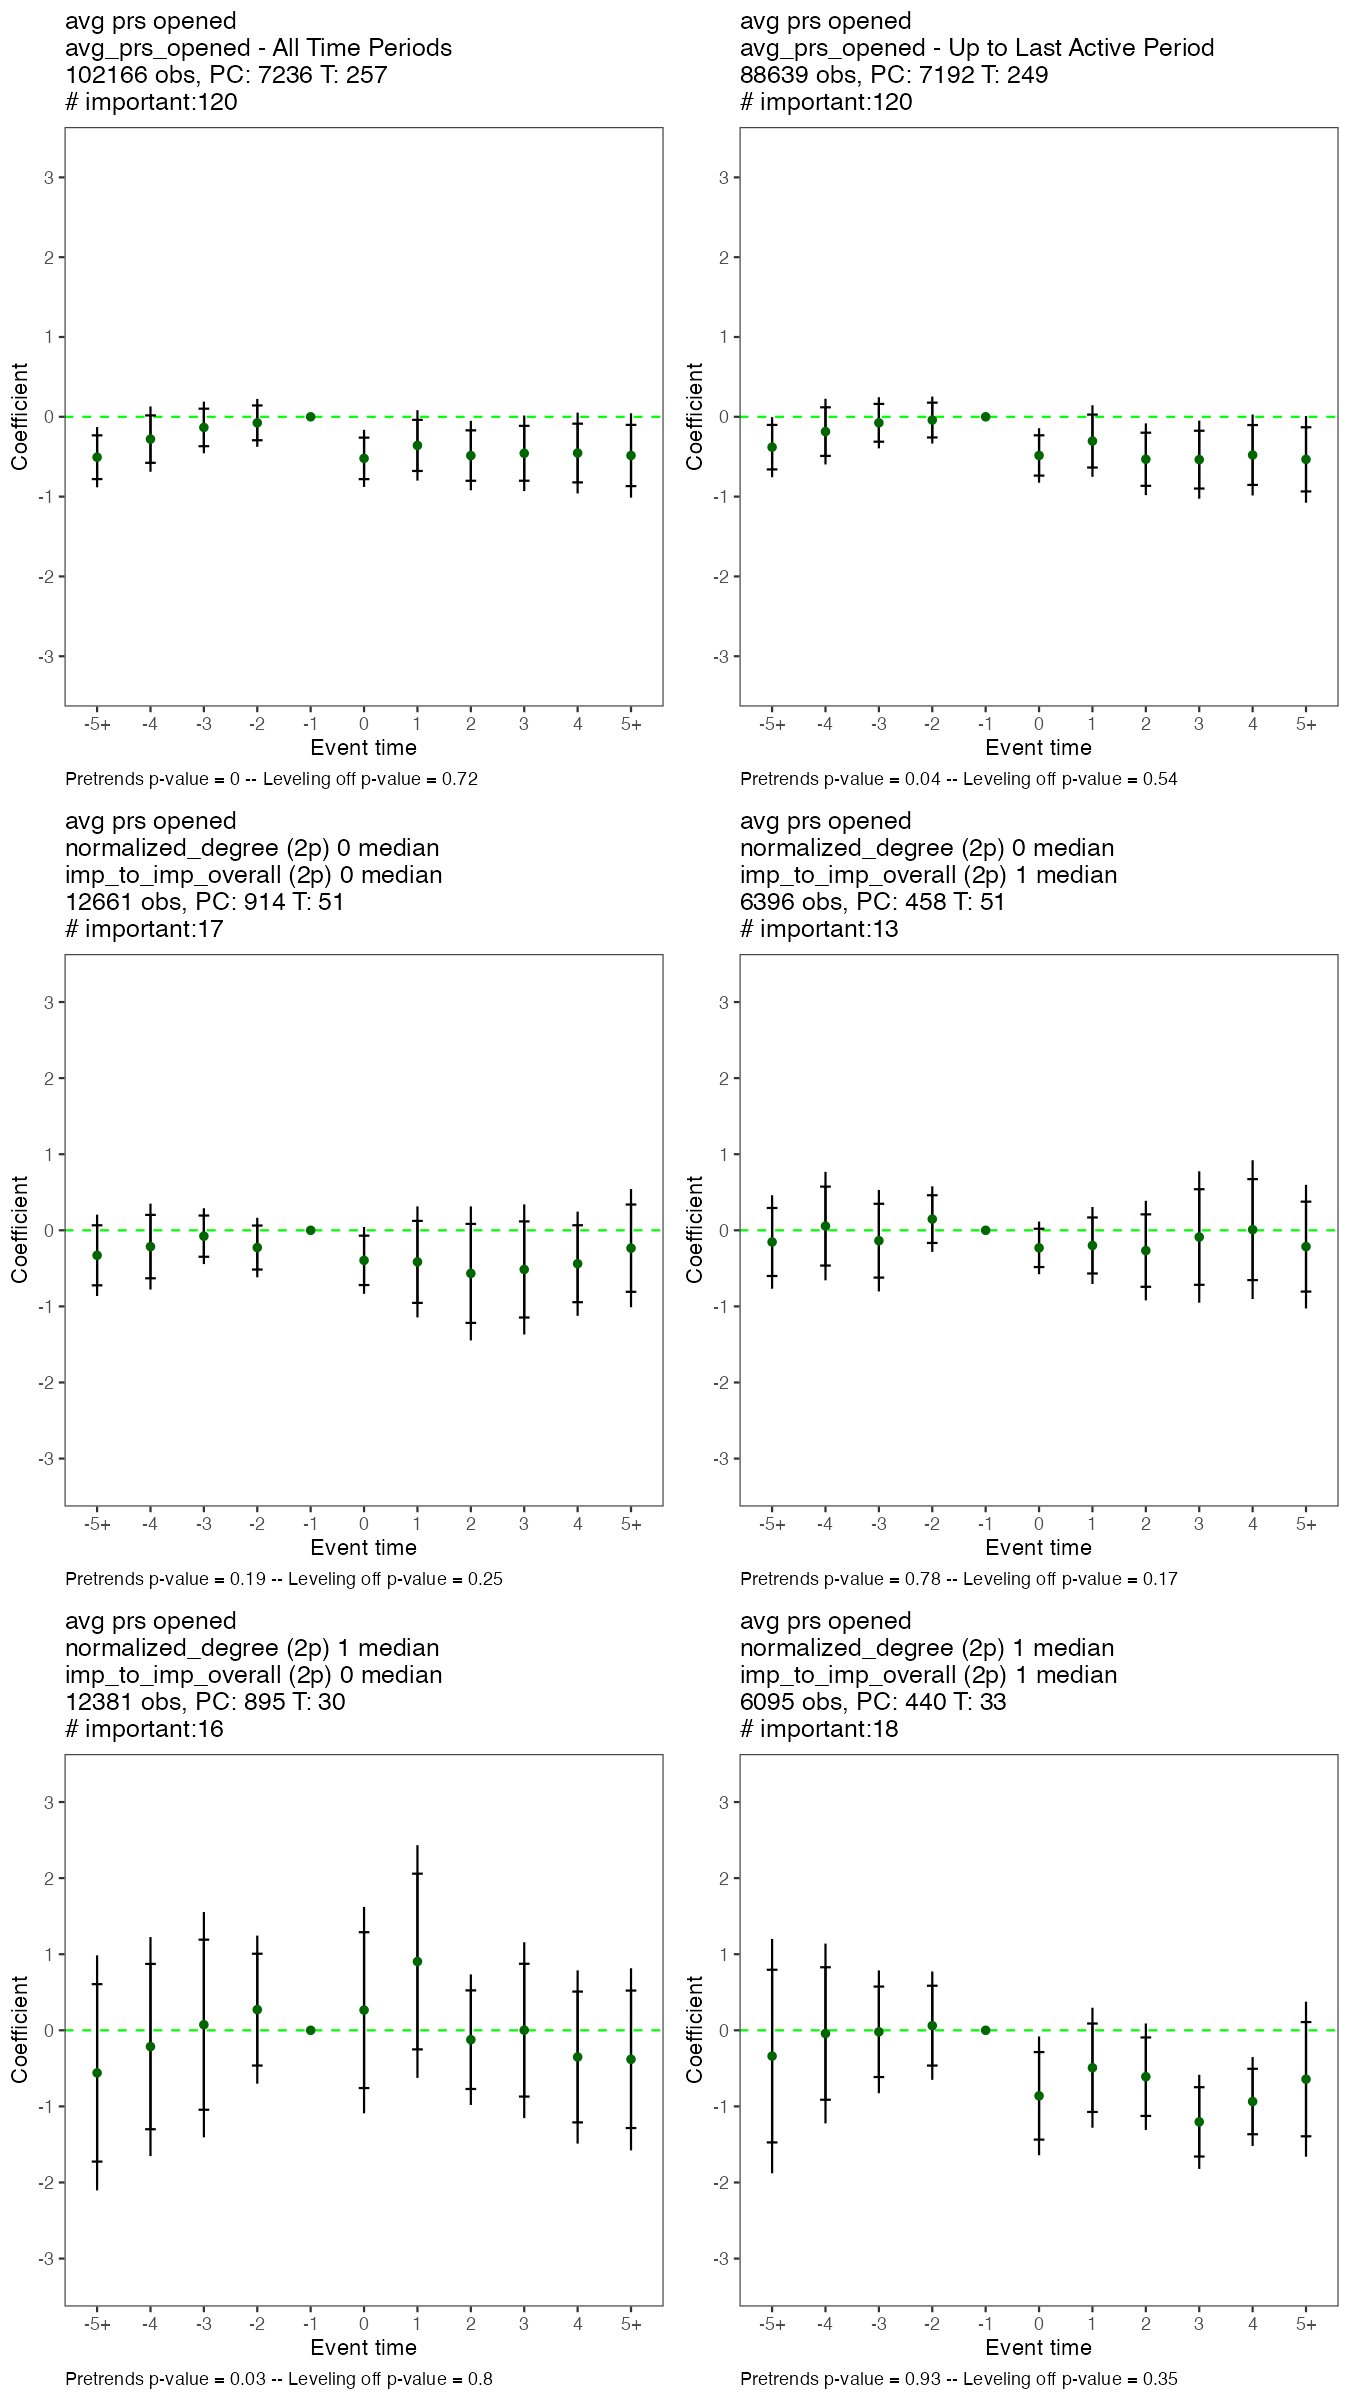 avg prs opened
avg_prs_opened - All Time Periods
102166 obs, PC: 7236 T: 257
# important:120
3
2
1
0
-1
-2
-3
Coefficient
-5+ -4 -3 -2 -1 0 1 2 3 4 5+
Event time
Pretrends p-value = 0 -- Leveling off p-value = 0.72
avg prs opened
avg_prs_opened - Up to Last Active Period
88639 obs, PC: 7192 T: 249
# important:120
3
2
1
0
-1
-2
-3
Coefficient
-5+ -4 -3 -2 -1 0 1 2 3 4 5+
Event time
Pretrends p-value = 0.04 -- Leveling off p-value = 0.54
avg prs opened
normalized_degree (2p) 0 median
imp_to_imp_overall (2p) 0 median
12661 obs, PC: 914 T: 51
# important:17
3
2
1
0
-1
-2
-3
Coefficient
-5+ -4 -3 -2 -1 0 1 2 3 4 5+
Event time
Pretrends p-value = 0.19 -- Leveling off p-value = 0.25
avg prs opened
normalized_degree (2p) 0 median
imp_to_imp_overall (2p) 1 median
6396 obs, PC: 458 T: 51
# important:13
3
2
1
0
-1
-2
-3
Coefficient
-5+ -4 -3 -2 -1 0 1 2 3 4 5+
Event time
Pretrends p-value = 0.78 -- Leveling off p-value = 0.17
avg prs opened
normalized_degree (2p) 1 median
imp_to_imp_overall (2p) 0 median
12381 obs, PC: 895 T: 30
# important:16
3
2
1
0
-1
-2
-3
Coefficient
-5+ -4 -3 -2 -1 0 1 2 3 4 5+
Event time
Pretrends p-value = 0.03 -- Leveling off p-value = 0.8
avg prs opened
normalized_degree (2p) 1 median
imp_to_imp_overall (2p) 1 median
6095 obs, PC: 440 T: 33
# important:18
3
2
1
0
-1
-2
-3
Coefficient
-5+ -4 -3 -2 -1 0 1 2 3 4 5+
Event time
Pretrends p-value = 0.93 -- Leveling off p-value = 0.35